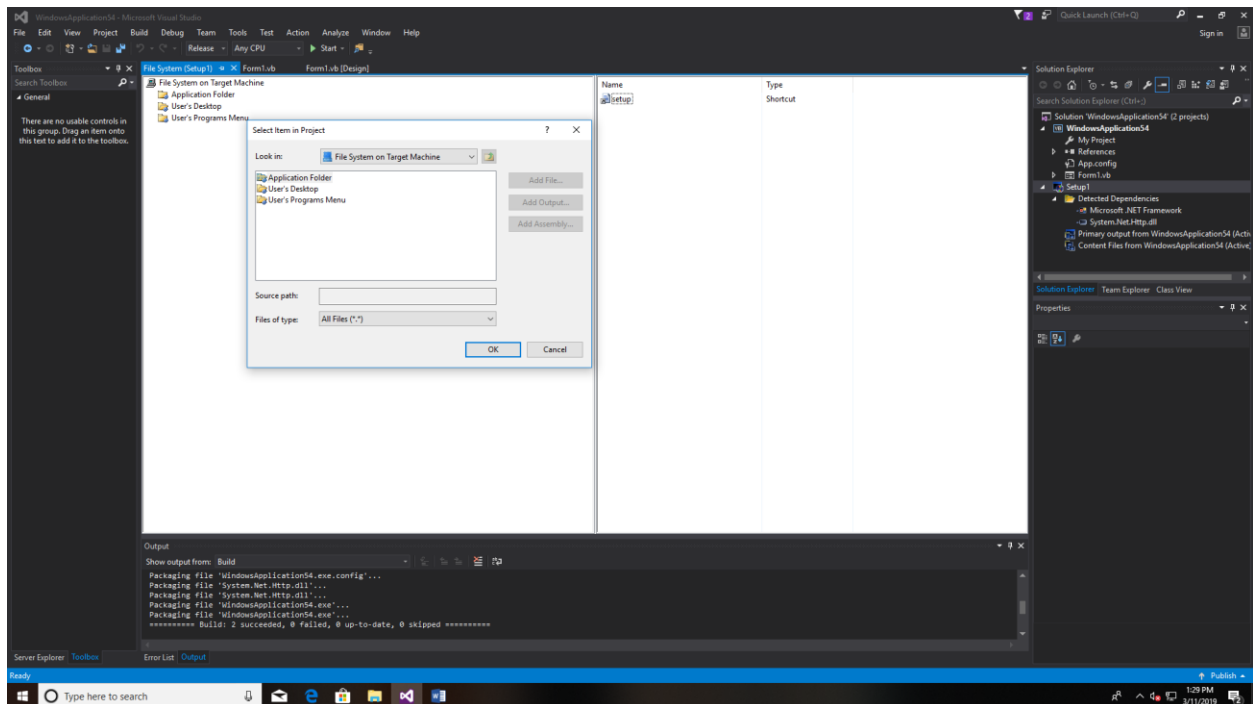 WindowsApplication54 - Microsoft Visual Studio
2 Quick Launch (Ctrl+Q)
File Edit View Project Build Debug Team Tools Test Action Analyze Window Help
Sign in
Release Any CPU Start
Toolbox
Search Toolbox
General
There are no usable controls in
this group. Drag an item onto
this text to add it to the toolbox.
File System (Setup1) Form1.vb Form1.vb [Design]
File System on Target Machine
Application Folder
User's Desktop
User's Programs Menu
Name Type
setup Shortcut
Select Item in Project ?
Look in: File System on Target Machine
Application Folder
User's Desktop
User's Programs Menu
Add File...
Add Output...
Add Assembly...
Source path:
Files of type: All Files (*.*)
OK Cancel
Solution Explorer
Search Solution Explorer (Ctrl+;)
Solution 'WindowsApplication54' (2 projects)
VB WindowsApplication54
My Project
References
App.config
Form1.vb
Setup1
Detected Dependencies
Microsoft .NET Framework
System.Net.Http.dll
Primary output from WindowsApplication54 (Activ
Content Files from WindowsApplication54 (Active
Solution Explorer Team Explorer Class View
Properties
Output
Show output from: Build
Packaging file 'WindowsApplication54.exe.config'...
Packaging file 'System.Net.Http.dll'...
Packaging file 'System.Net.Http.dll'...
Packaging file 'WindowsApplication54.exe'...
Packaging file 'WindowsApplication54.exe'...
========== Build: 2 succeeded, 0 failed, 0 up-to-date, 0 skipped ==========
Server Explorer Toolbox
Error List Output
Ready
Publish
Type here to search
1:29 PM
3/11/2019